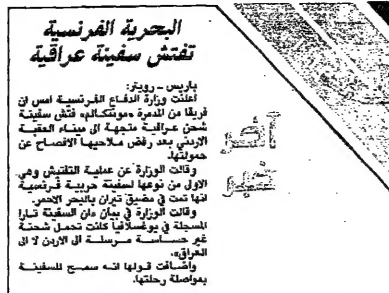 البحرية الفرنسية
تفتش سفينة عراقية
باريس - رويتر:
اعلنت وزارة الدفاع الفرنسية امس ان
فريقا من المدمرة «مونكالم» فتش سفينة
شحن عراقية متجهة الى ميناء العقبة
الاردني بعد رفض ملاحيها الافصاح عن
حمولتها.
وقالت الوزارة عن عملية التفتيش وهي
الاولى من نوعها لسفينة حربية فرنسية
انها تمت في مضيق تيران بالبحر الاحمر.
وقالت الوزارة في بيان «ان السفينة تارا
المسجلة في يوغسلافيا كانت تحمل شحنة
غير حساسة مرسلة الى الاردن لا الى
العراق».
واضافت قولها انه سمح للسفينة
بمواصلة رحلتها.
آخر
خبر